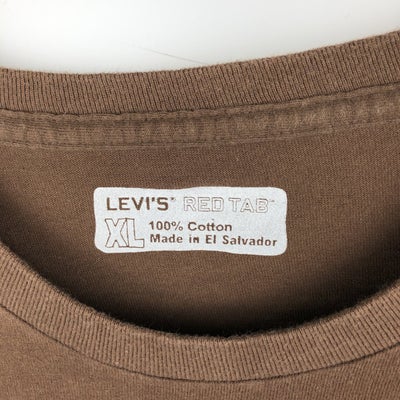 LEVI'S® RED TAB™
XL
100% Cotton
Made in El Salvador